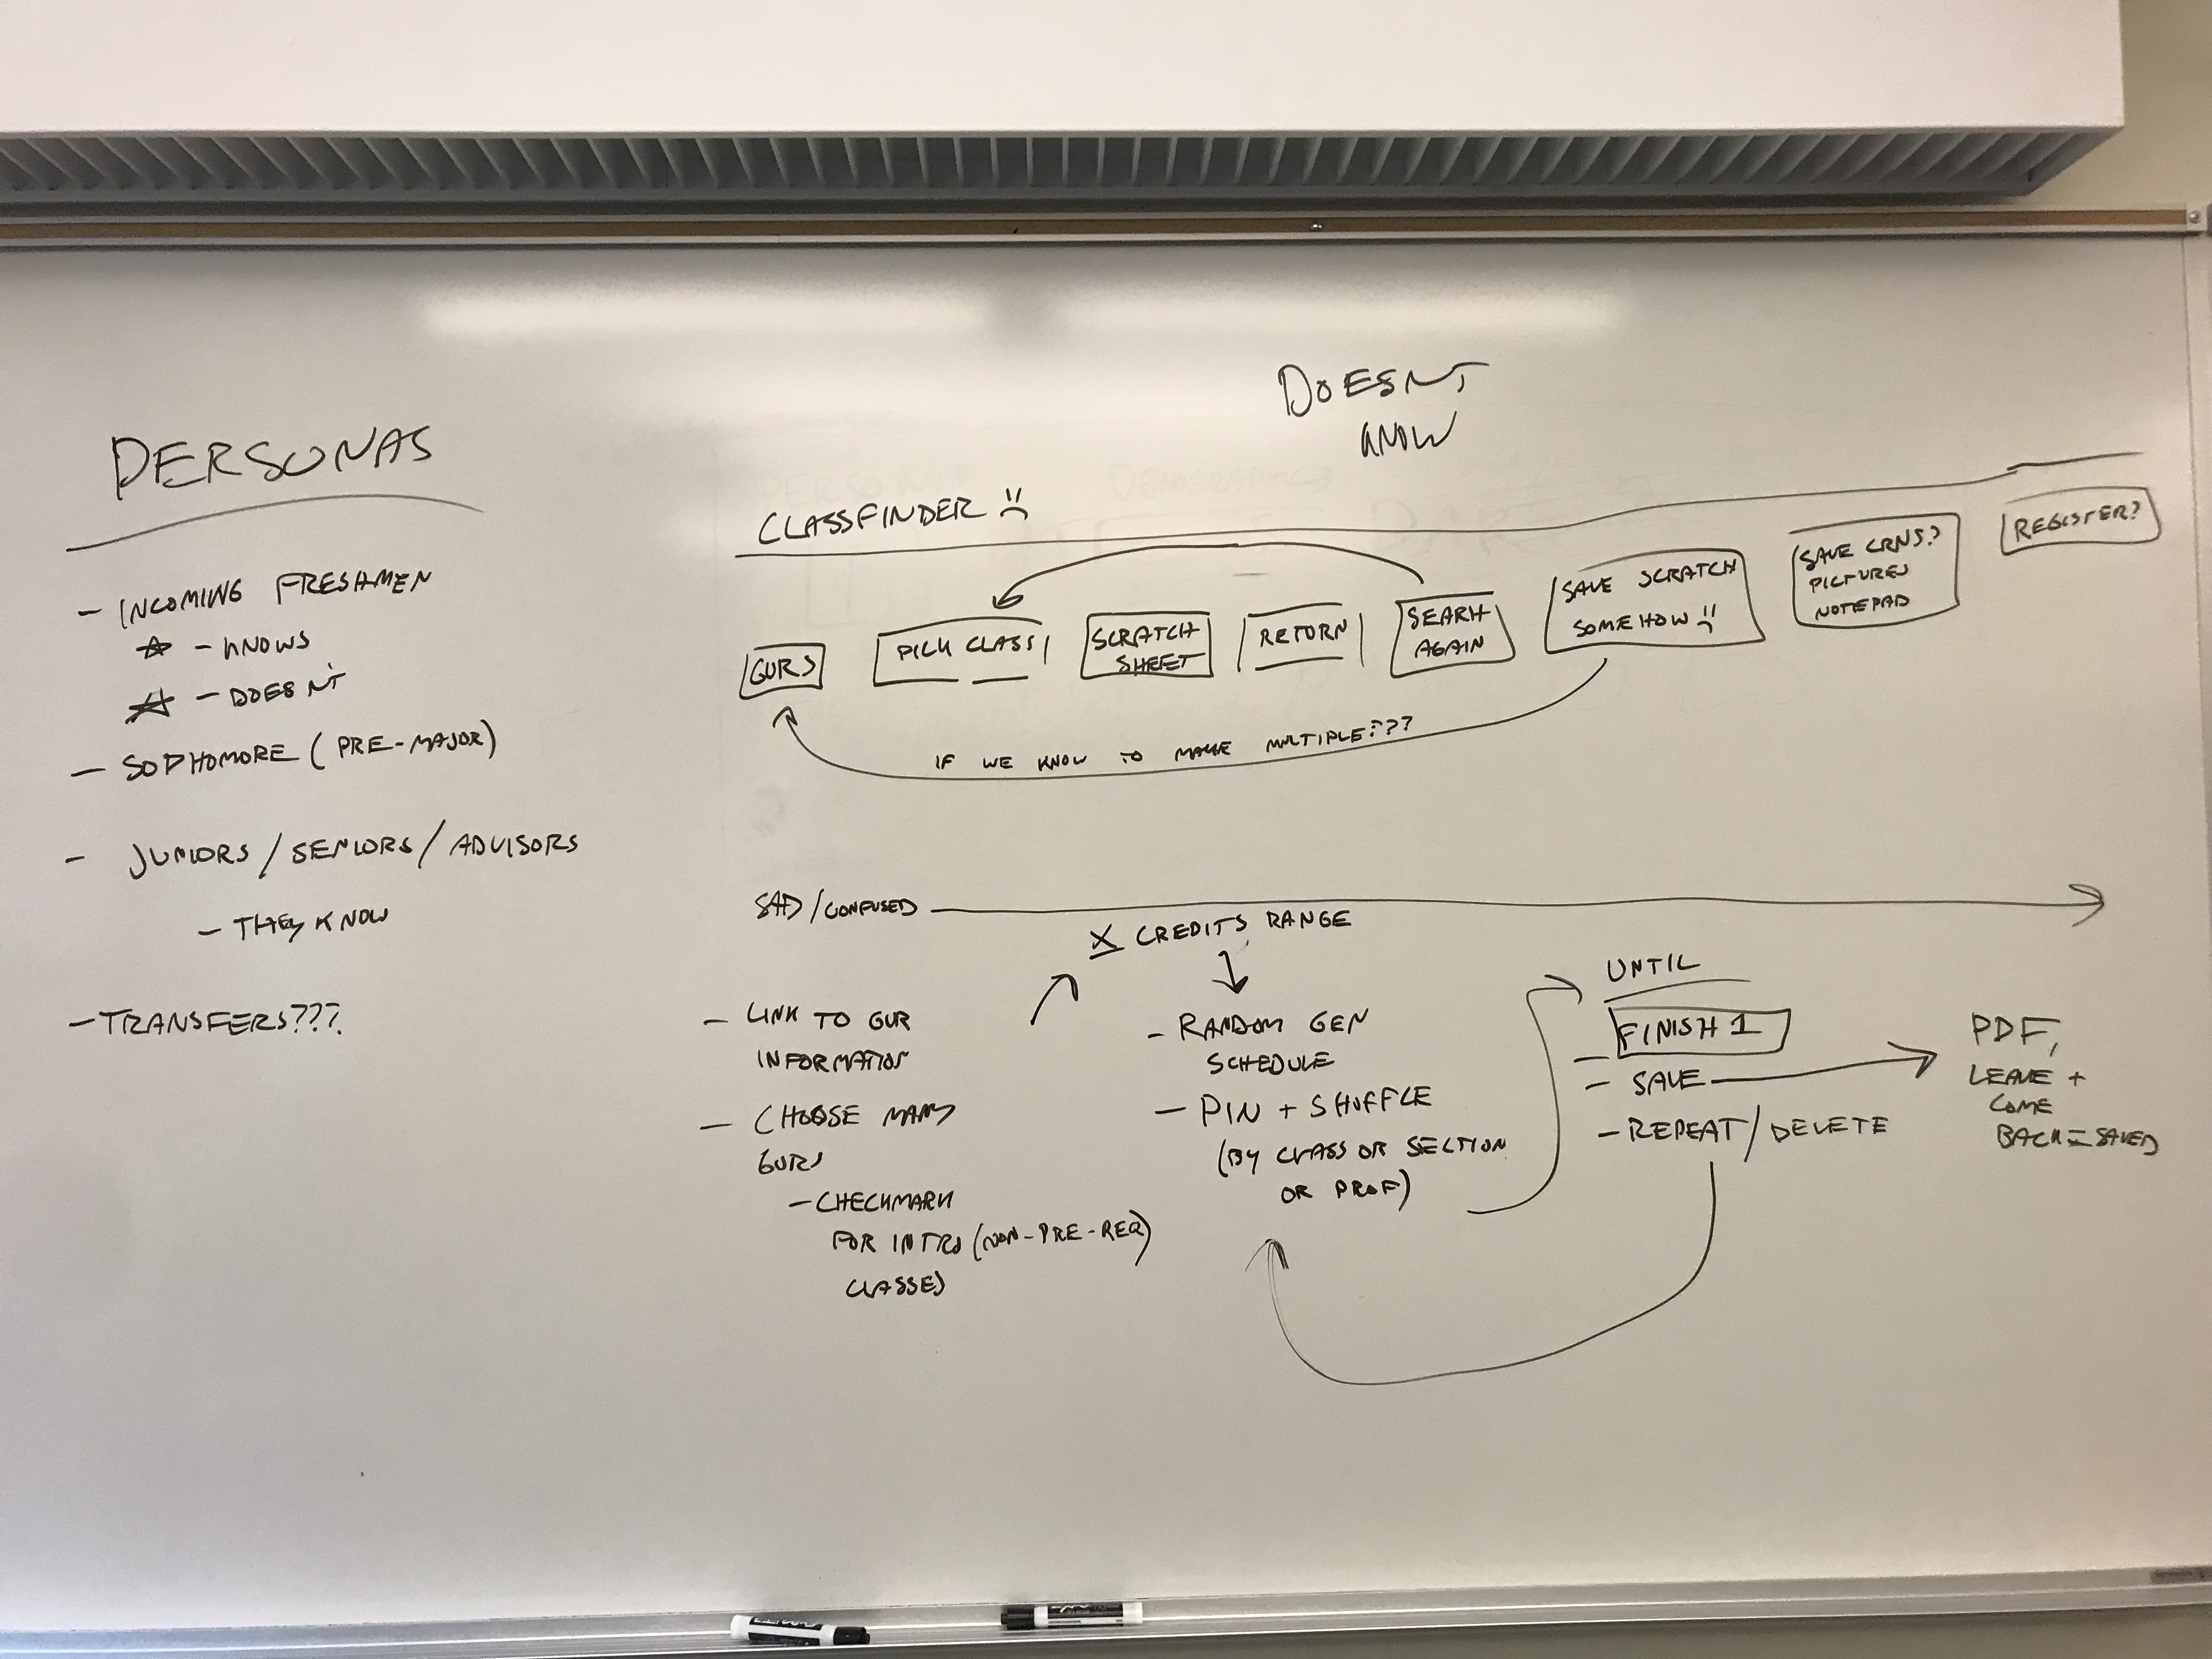 PERSONAS
- INCOMING FRESHMEN
☆ - KNOWS
☆ - DOESN'T
- SOPHOMORE (PRE-MAJOR)
- JUNIORS / SENIORS / ADVISORS
- THEY KNOW
- TRANSFERS???
DOESNT
KNOW
CLASSFINDER
GURS
PICK CLASS
SCRATCH
SHEET
RETURN
SEARH
AGAIN
SAVE SCRATCH
SOMEHOW
SAVE CRNS?
PICTURES
NOTEPAD
REGISTER?
IF WE KNOW TO MAKE MULTIPLE???
SAD/CONFUSED
X CREDITS RANGE
- LINK TO GUR
INFORMATION
- CHOOSE MANY
GURS
- CHECKMARK
FOR INTRO (NON-PRE-REQ)
CLASSES
- RANDOM GEN
SCHEDULE
- PIN + SHUFFLE
(BY CLASS OR SECTION
OR PROF)
UNTIL
FINISH 1
- SAVE
- REPEAT/DELETE
PDF,
LEAVE +
COME
BACK = SAVED